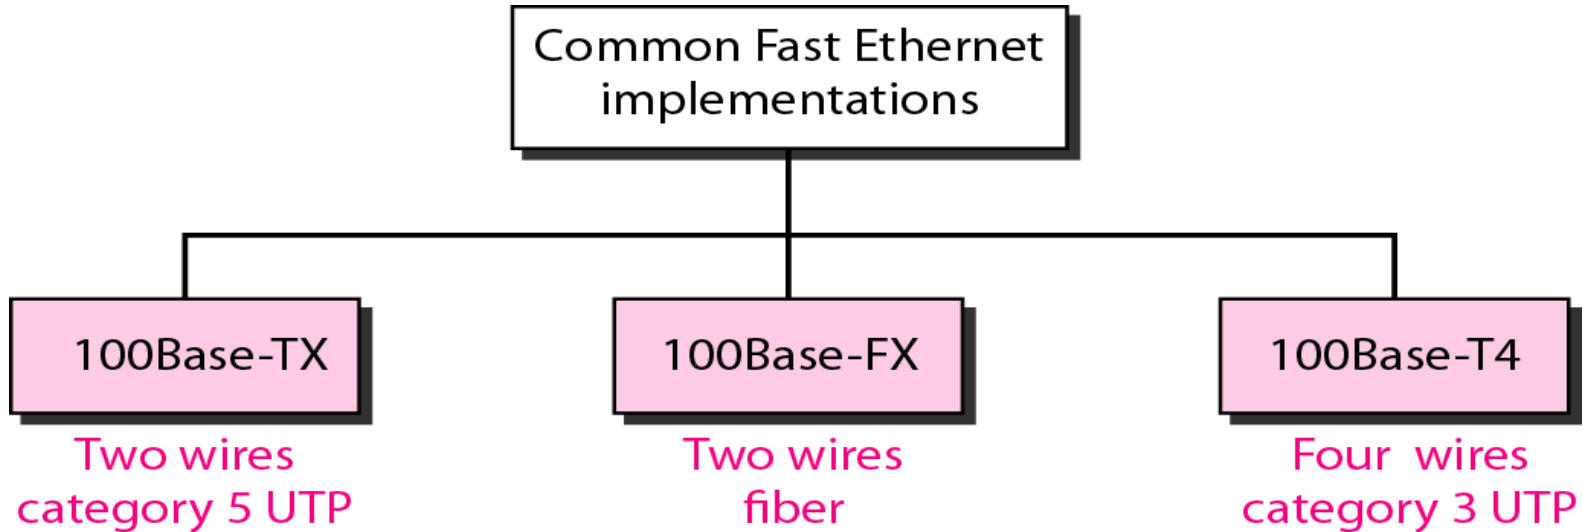 Common Fast Ethernet
implementations
100Base-TX
100Base-FX
100Base-T4
Two wires
category 5 UTP
Two wires
fiber
Four wires
category 3 UTP